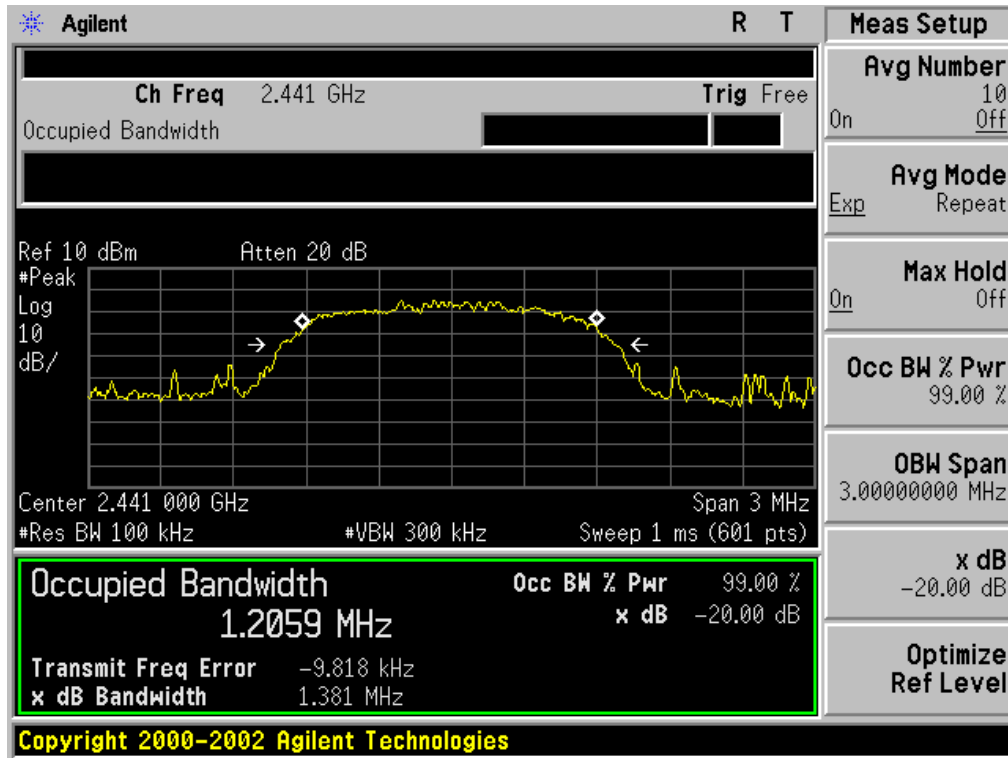 Agilent
R T
Ch Freq 2.441 GHz
Trig Free
Occupied Bandwidth
Ref 10 dBm
Atten 20 dB
#Peak
Log
10
dB/
Center 2.441 000 GHz
Span 3 MHz
#Res BW 100 kHz
#VBW 300 kHz
Sweep 1 ms (601 pts)
Occupied Bandwidth
1.2059 MHz
Occ BW % Pwr 99.00 %
x dB -20.00 dB
Transmit Freq Error -9.818 kHz
x dB Bandwidth 1.381 MHz
Copyright 2000-2002 Agilent Technologies
Meas Setup
Avg Number
10
On Off
Avg Mode
Exp Repeat
Max Hold
On Off
Occ BW % Pwr
99.00 %
OBW Span
3.00000000 MHz
x dB
-20.00 dB
Optimize
Ref Level